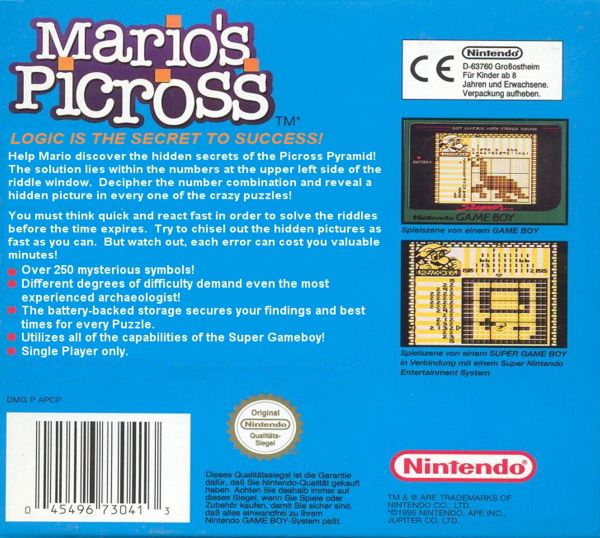 Mario's
Picross
TM*
LOGIC IS THE SECRET TO SUCCESS!
Help Mario discover the hidden secrets of the Picross Pyramid!
The solution lies within the numbers at the upper left side of the
riddle window. Decipher the number combination and reveal a
hidden picture in every one of the crazy puzzles!
You must think quick and react fast in order to solve the riddles
before the time expires. Try to chisel out the hidden pictures as
fast as you can. But watch out, each error can cost you valuable
minutes!
Over 250 mysterious symbols!
Different degrees of difficulty demand even the most
experienced archaeologist!
The battery-backed storage secures your findings and best
times for every Puzzle.
Utilizes all of the capabilities of the Super Gameboy!
Single Player only.
CE
Nintendo
D-63760 Großostheim
Für Kinder ab 8
Jahren und Erwachsene.
Verpackung aufheben.
DOT MATRIX WITH STEREO SOUND
BATTERY
Super
Nintendo GAME BOY
Spielszene von einem GAME BOY
Spielszene von einem SUPER GAME BOY
in Verbindung mit einem Super Nintendo
Entertainment System
DMG P APCP
0 45496 73041 3
Original
Nintendo
Qualitäts-
Siegel
Dieses Qualitätssiegel ist die Garantie
dafür, daß Sie Nintendo-Qualität gekauft
haben. Achten Sie deshalb immer auf
dieses Siegel, wenn Sie Spiele oder
Zubehör kaufen, damit Sie sicher sind,
daß alles einwandfrei zu Ihrem
Nintendo GAME BOY-System paßt.
Nintendo
TM & ® ARE TRADEMARKS OF
NINTENDO CO., LTD.
*©1995 NINTENDO, APE INC.,
JUPITER CO., LTD.